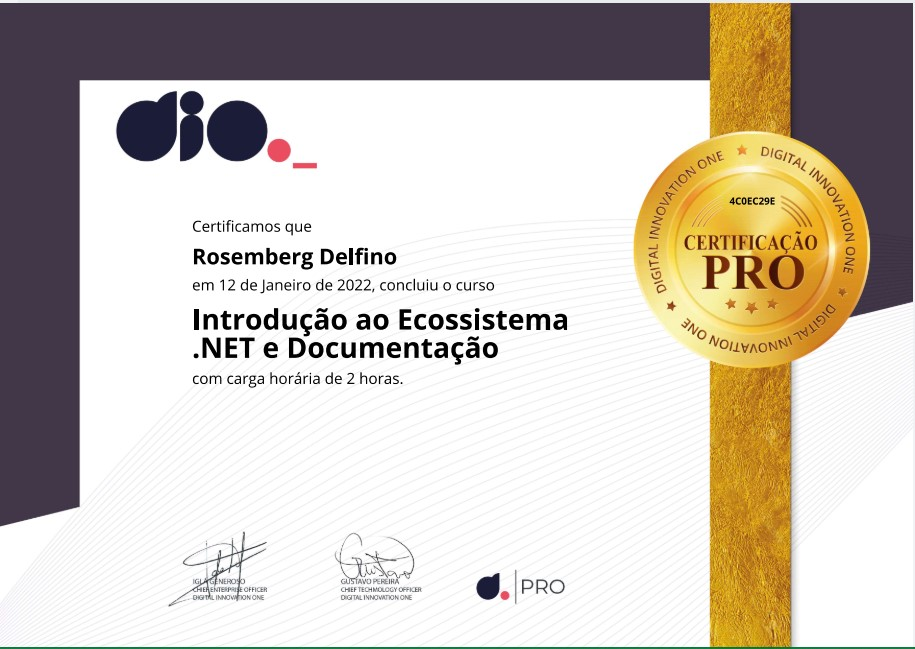 dio._
Certificamos que
Rosemberg Delfino
em 12 de Janeiro de 2022, concluiu o curso
Introdução ao Ecossistema
.NET e Documentação
com carga horária de 2 horas.
DIGITAL INNOVATION ONE
DIGITAL INNOVATION ONE
DIGITAL INNOVATION ONE
4C0EC29E
CERTIFICAÇÃO
PRO
IGLÁ GENEROSO
CHIEF ENTERPRISE OFFICER
DIGITAL INNOVATION ONE
Gustavo
GUSTAVO PEREIRA
CHIEF TECHNOLOGY OFFICER
DIGITAL INNOVATION ONE
d. | PRO